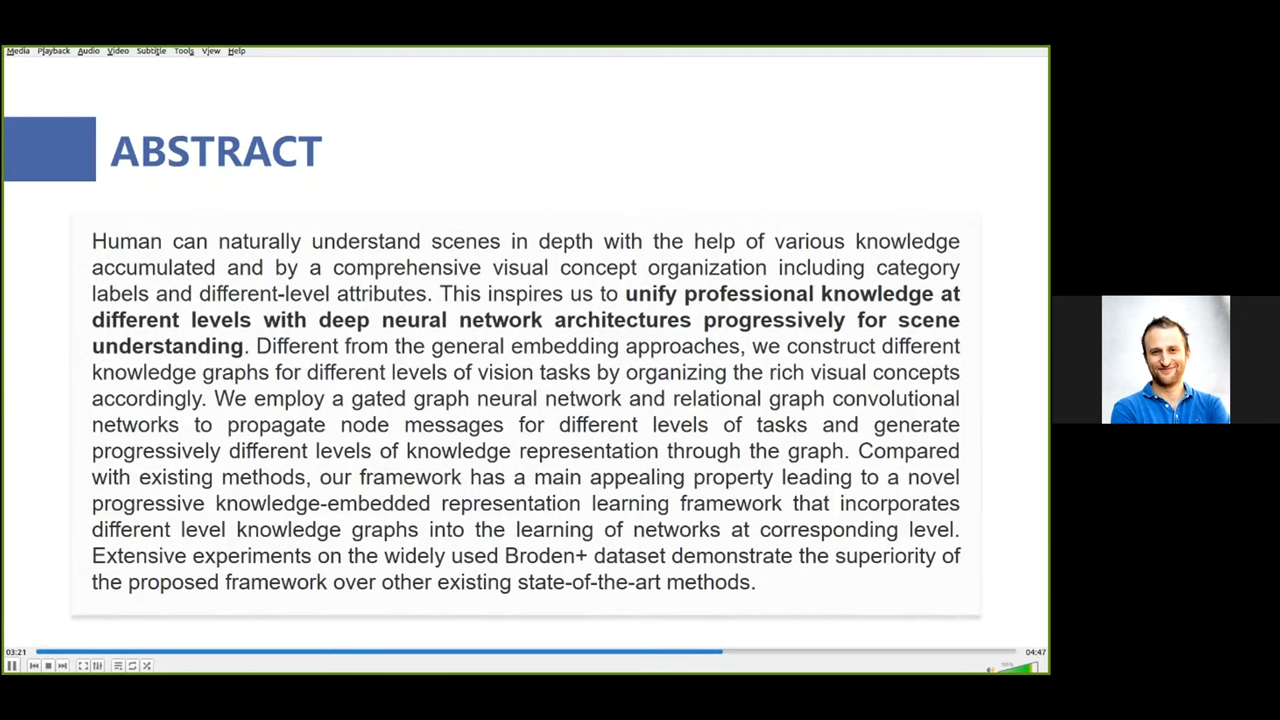 Media Playback Audio Video Subtitle Tools View Help
ABSTRACT
Human can naturally understand scenes in depth with the help of various knowledge
accumulated and by a comprehensive visual concept organization including category
labels and different-level attributes. This inspires us to unify professional knowledge at
different levels with deep neural network architectures progressively for scene
understanding. Different from the general embedding approaches, we construct different
knowledge graphs for different levels of vision tasks by organizing the rich visual concepts
accordingly. We employ a gated graph neural network and relational graph convolutional
networks to propagate node messages for different levels of tasks and generate
progressively different levels of knowledge representation through the graph. Compared
with existing methods, our framework has a main appealing property leading to a novel
progressive knowledge-embedded representation learning framework that incorporates
different level knowledge graphs into the learning of networks at corresponding level.
Extensive experiments on the widely used Broden+ dataset demonstrate the superiority of
the proposed framework over other existing state-of-the-art methods.
03:21 04:47
100%